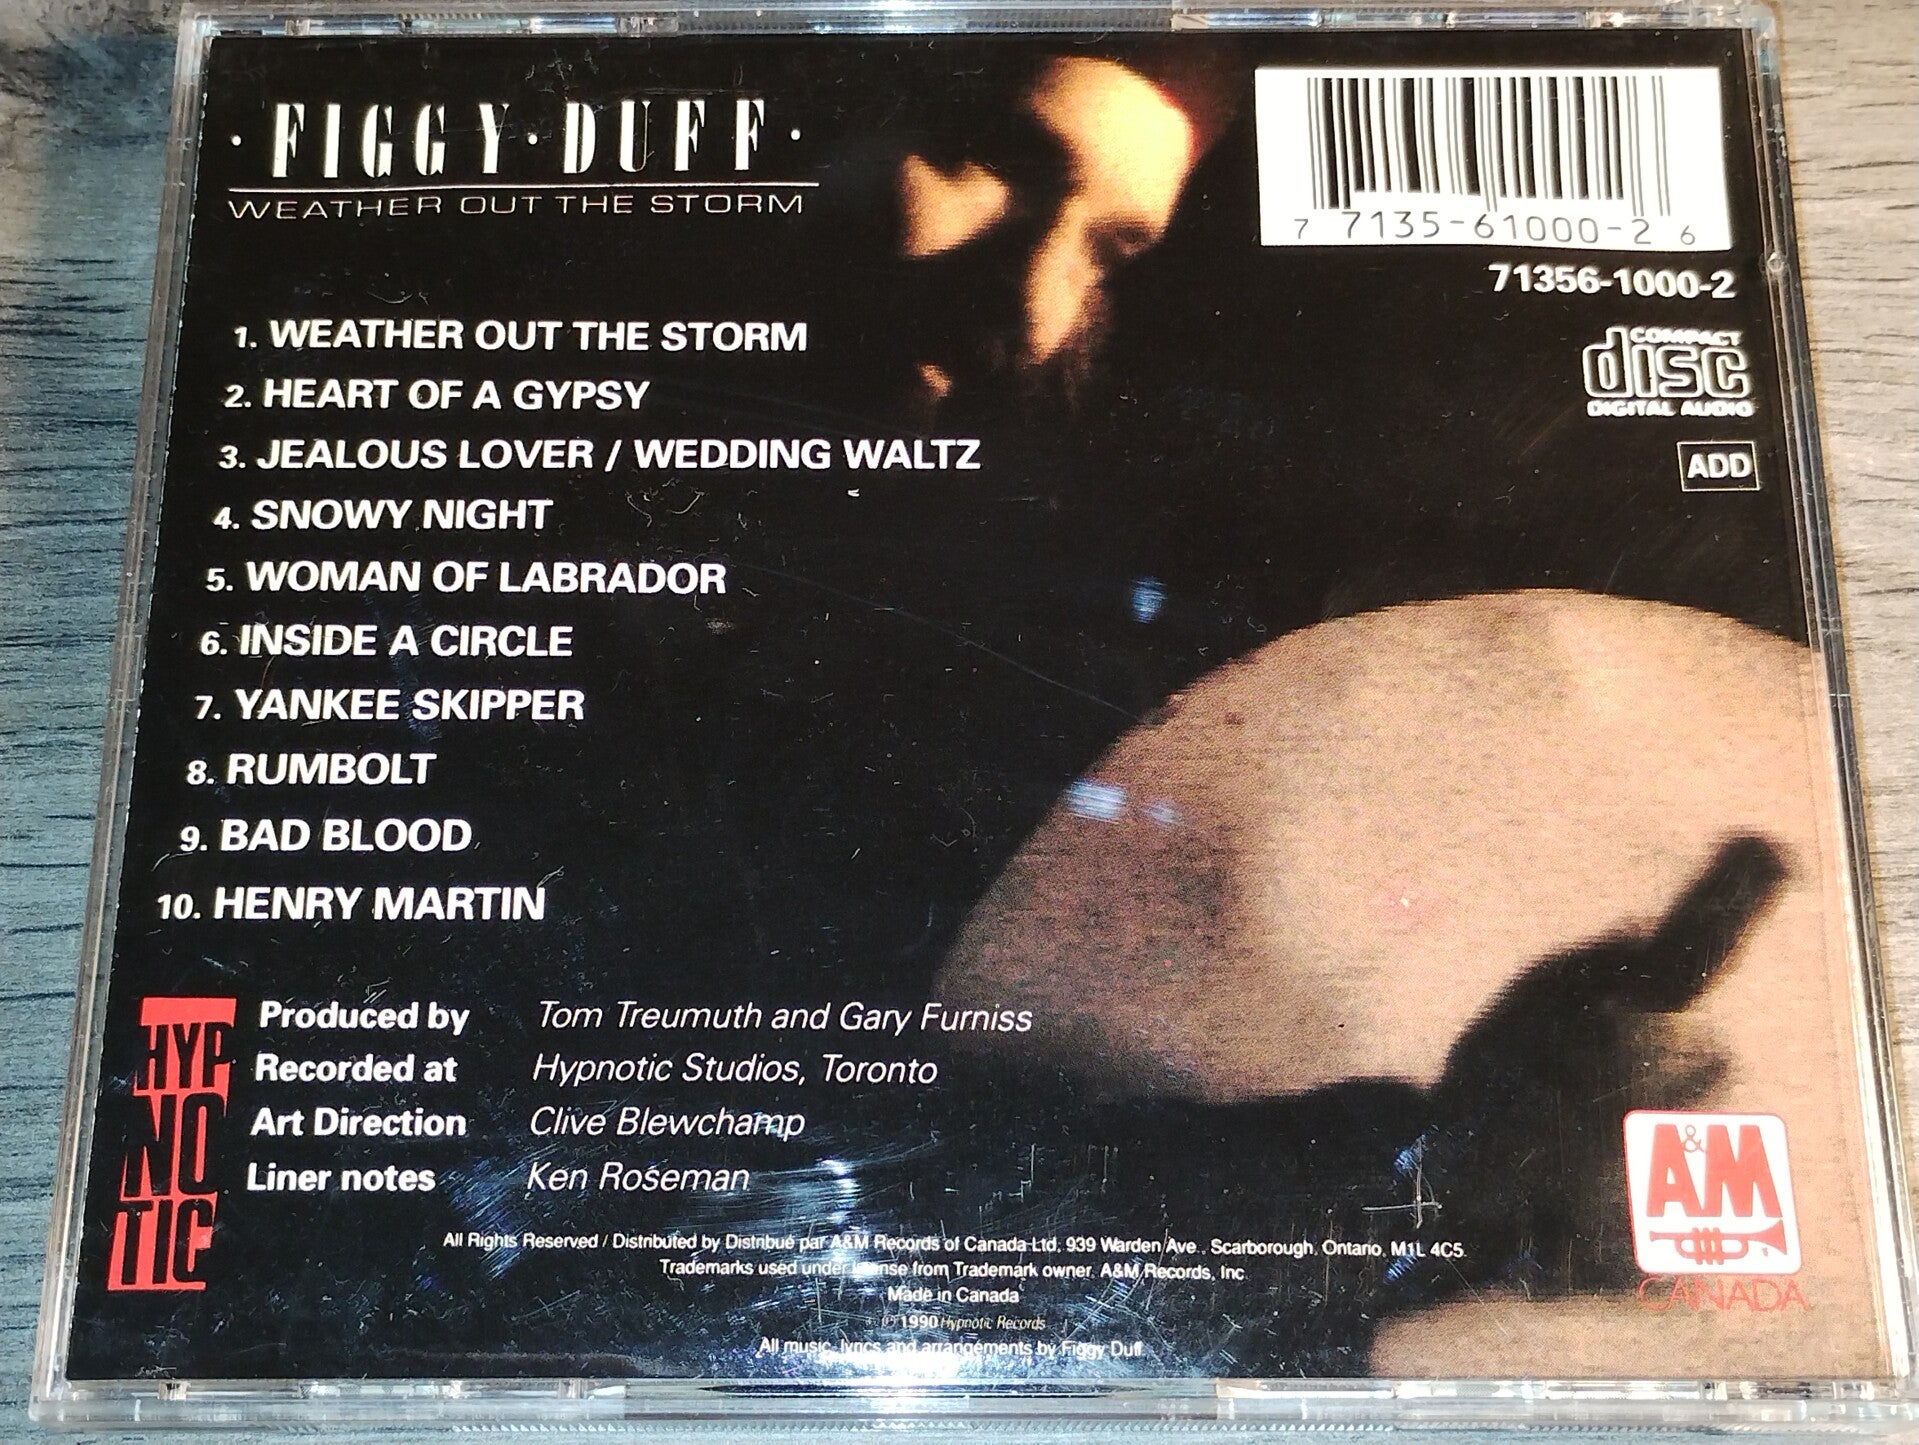 · FIGGY · DUFF ·
WEATHER OUT THE STORM
7 7135-61000-2 6
71356-1000-2
COMPACT
disc
DIGITAL AUDIO
ADD
1. WEATHER OUT THE STORM
2. HEART OF A GYPSY
3. JEALOUS LOVER / WEDDING WALTZ
4. SNOWY NIGHT
5. WOMAN OF LABRADOR
6. INSIDE A CIRCLE
7. YANKEE SKIPPER
8. RUMBOLT
9. BAD BLOOD
10. HENRY MARTIN
HYP
NO
TIC
Produced by Tom Treumuth and Gary Furniss
Recorded at Hypnotic Studios, Toronto
Art Direction Clive Blewchamp
Liner notes Ken Roseman
A&M
CANADA
All Rights Reserved / Distributed by Distribué par A&M Records of Canada Ltd. 939 Warden Ave., Scarborough, Ontario. M1L 4C5.
Trademarks used under license from Trademark owner, A&M Records, Inc
Made in Canada
1990 Hypnotic Records
All music, lyrics and arrangements by Figgy Duff